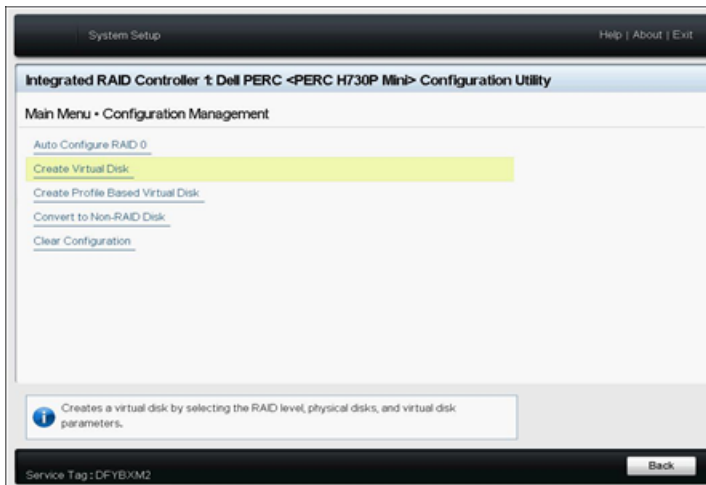 System Setup
Help | About | Exit
Integrated RAID Controller 1: Dell PERC <PERC H730P Mini> Configuration Utility
Main Menu • Configuration Management
Auto Configure RAID 0
Create Virtual Disk
Create Profile Based Virtual Disk
Convert to Non-RAID Disk
Clear Configuration
Creates a virtual disk by selecting the RAID level, physical disks, and virtual disk
parameters.
Back
Service Tag : DFYBXM2